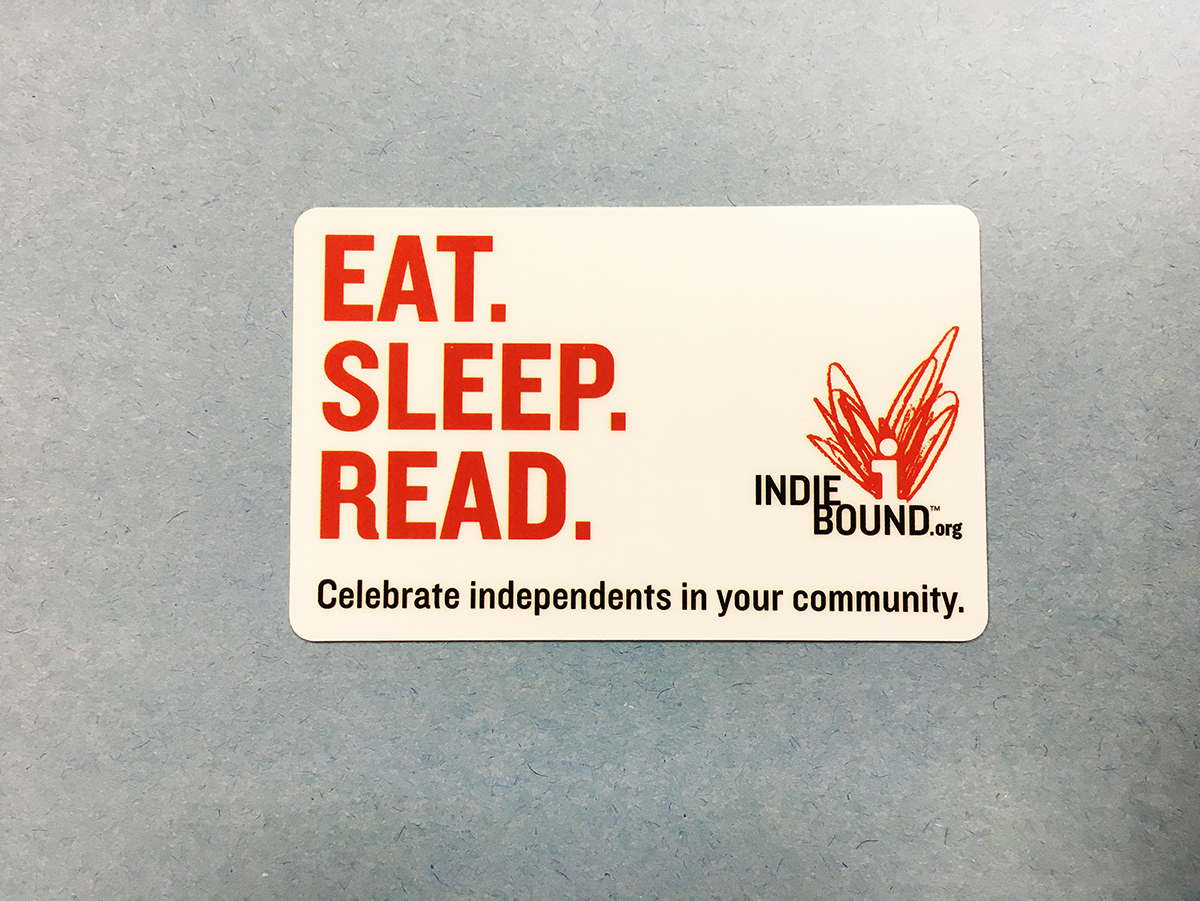 EAT.
SLEEP.
READ.
i
INDIE
BOUND™.org
Celebrate independents in your community.